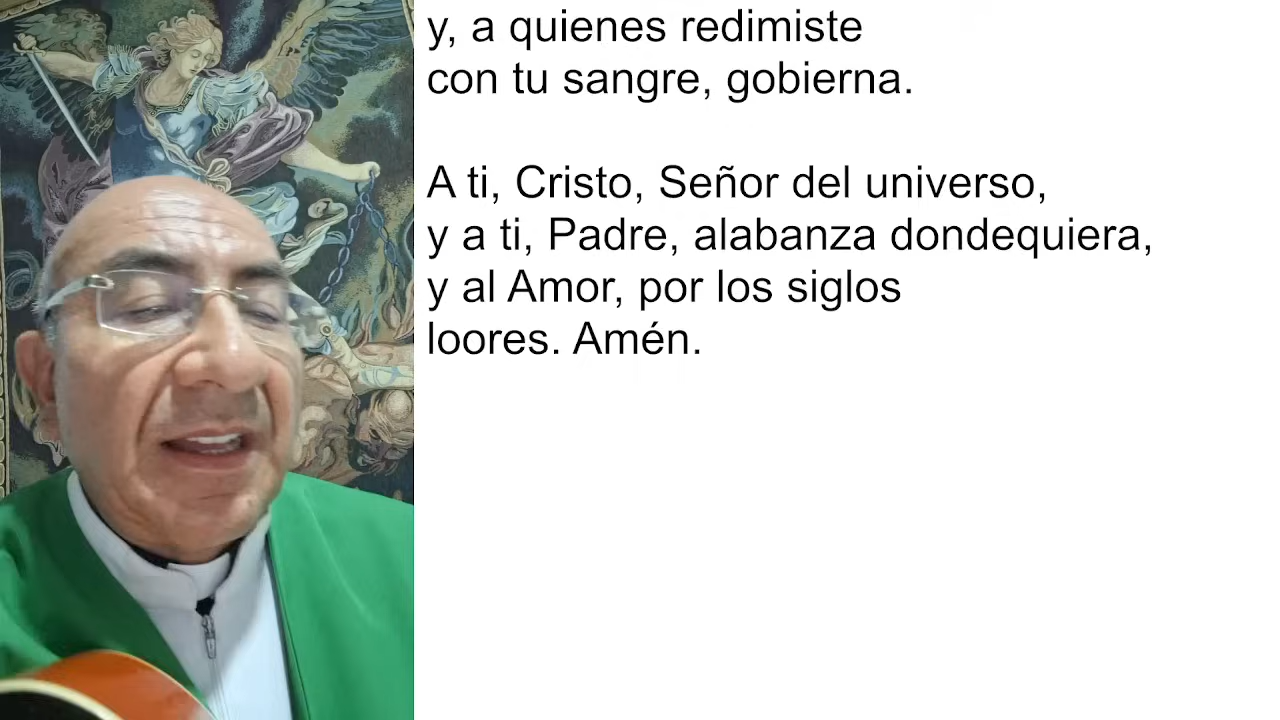 y, a quienes redimiste
con tu sangre, gobierna.
A ti, Cristo, Señor del universo,
y a ti, Padre, alabanza dondequiera,
y al Amor, por los siglos
loores. Amén.